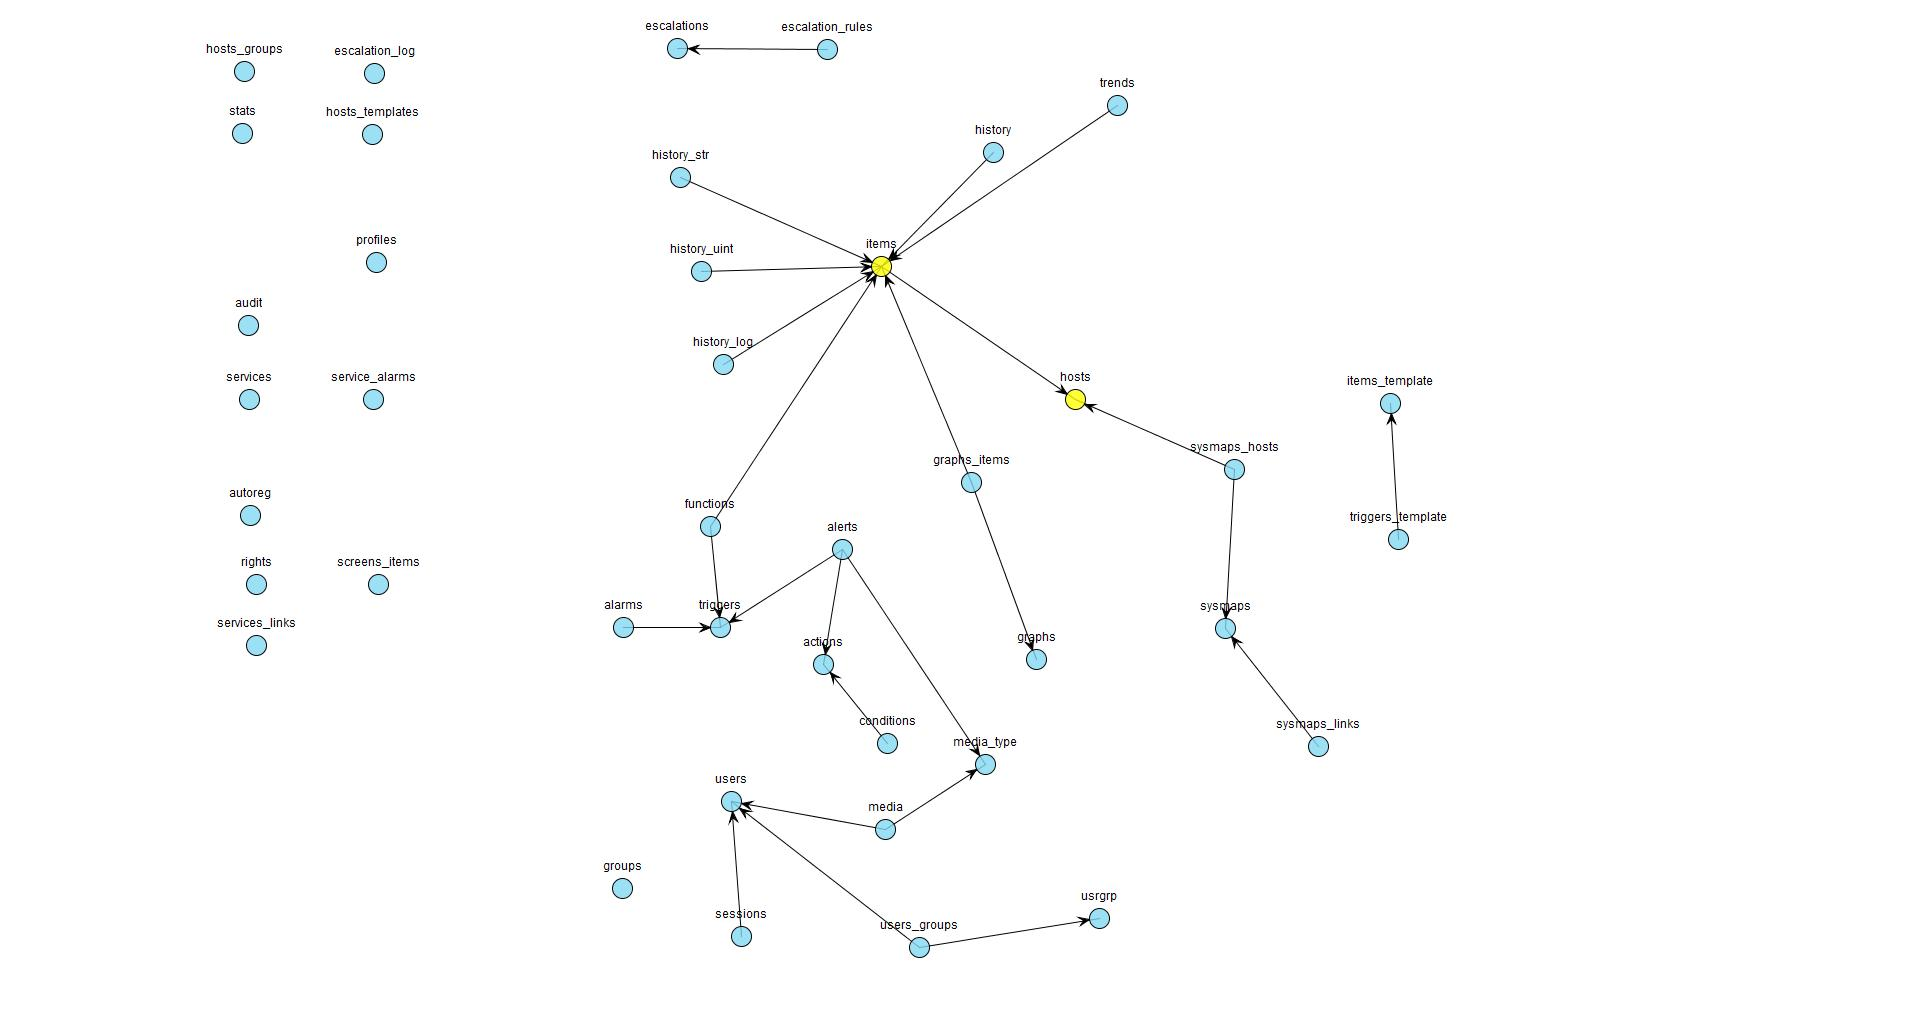 escalations
escalation_rules
hosts_groups
escalation_log
trends
stats
hosts_templates
history
history_str
profiles
items
history_uint
audit
history_log
services
service_alarms
hosts
items_template
sysmaps_hosts
graphs_items
autoreg
functions
triggers_template
alerts
rights
screens_items
alarms
triggers
sysmaps
services_links
actions
graphs
conditions
sysmaps_links
media_type
users
media
groups
usrgrp
sessions
users_groups